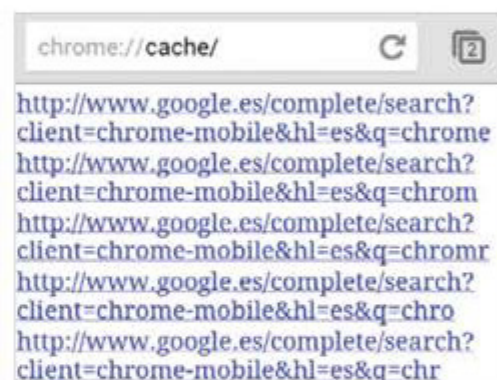 chrome://cache/
2
http://www.google.es/complete/search?
client=chrome-mobile&hl=es&q=chrome
http://www.google.es/complete/search?
client=chrome-mobile&hl=es&q=chrom
http://www.google.es/complete/search?
client=chrome-mobile&hl=es&q=chromr
http://www.google.es/complete/search?
client=chrome-mobile&hl=es&q=chro
http://www.google.es/complete/search?
client=chrome-mobile&hl=es&q=chr